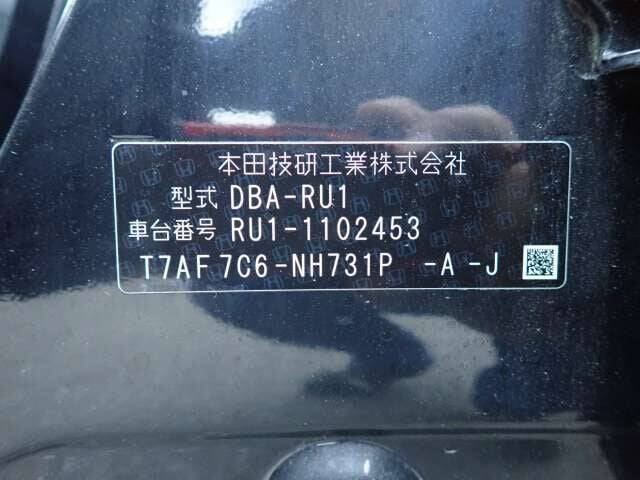 本田技研工業株式会社
型式 DBA-RU1
車台番号 RU1-1102453
T7AF7C6-NH731P -A -J